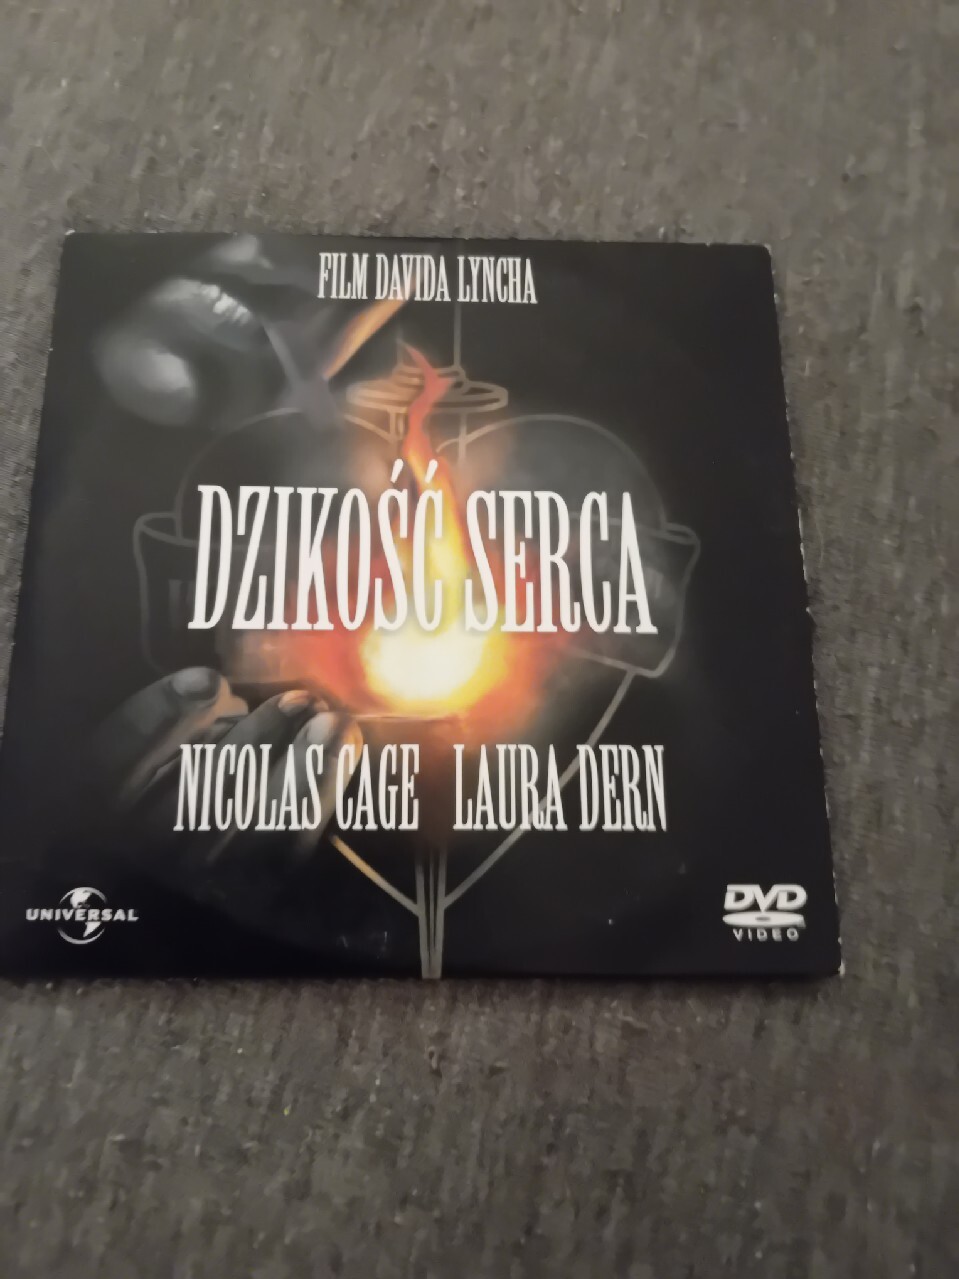 FILM DAVIDA LYNCHA
DZIKOŚĆ SERCA
NICOLAS CAGE LAURA DERN
UNIVERSAL
DVD
VIDEO